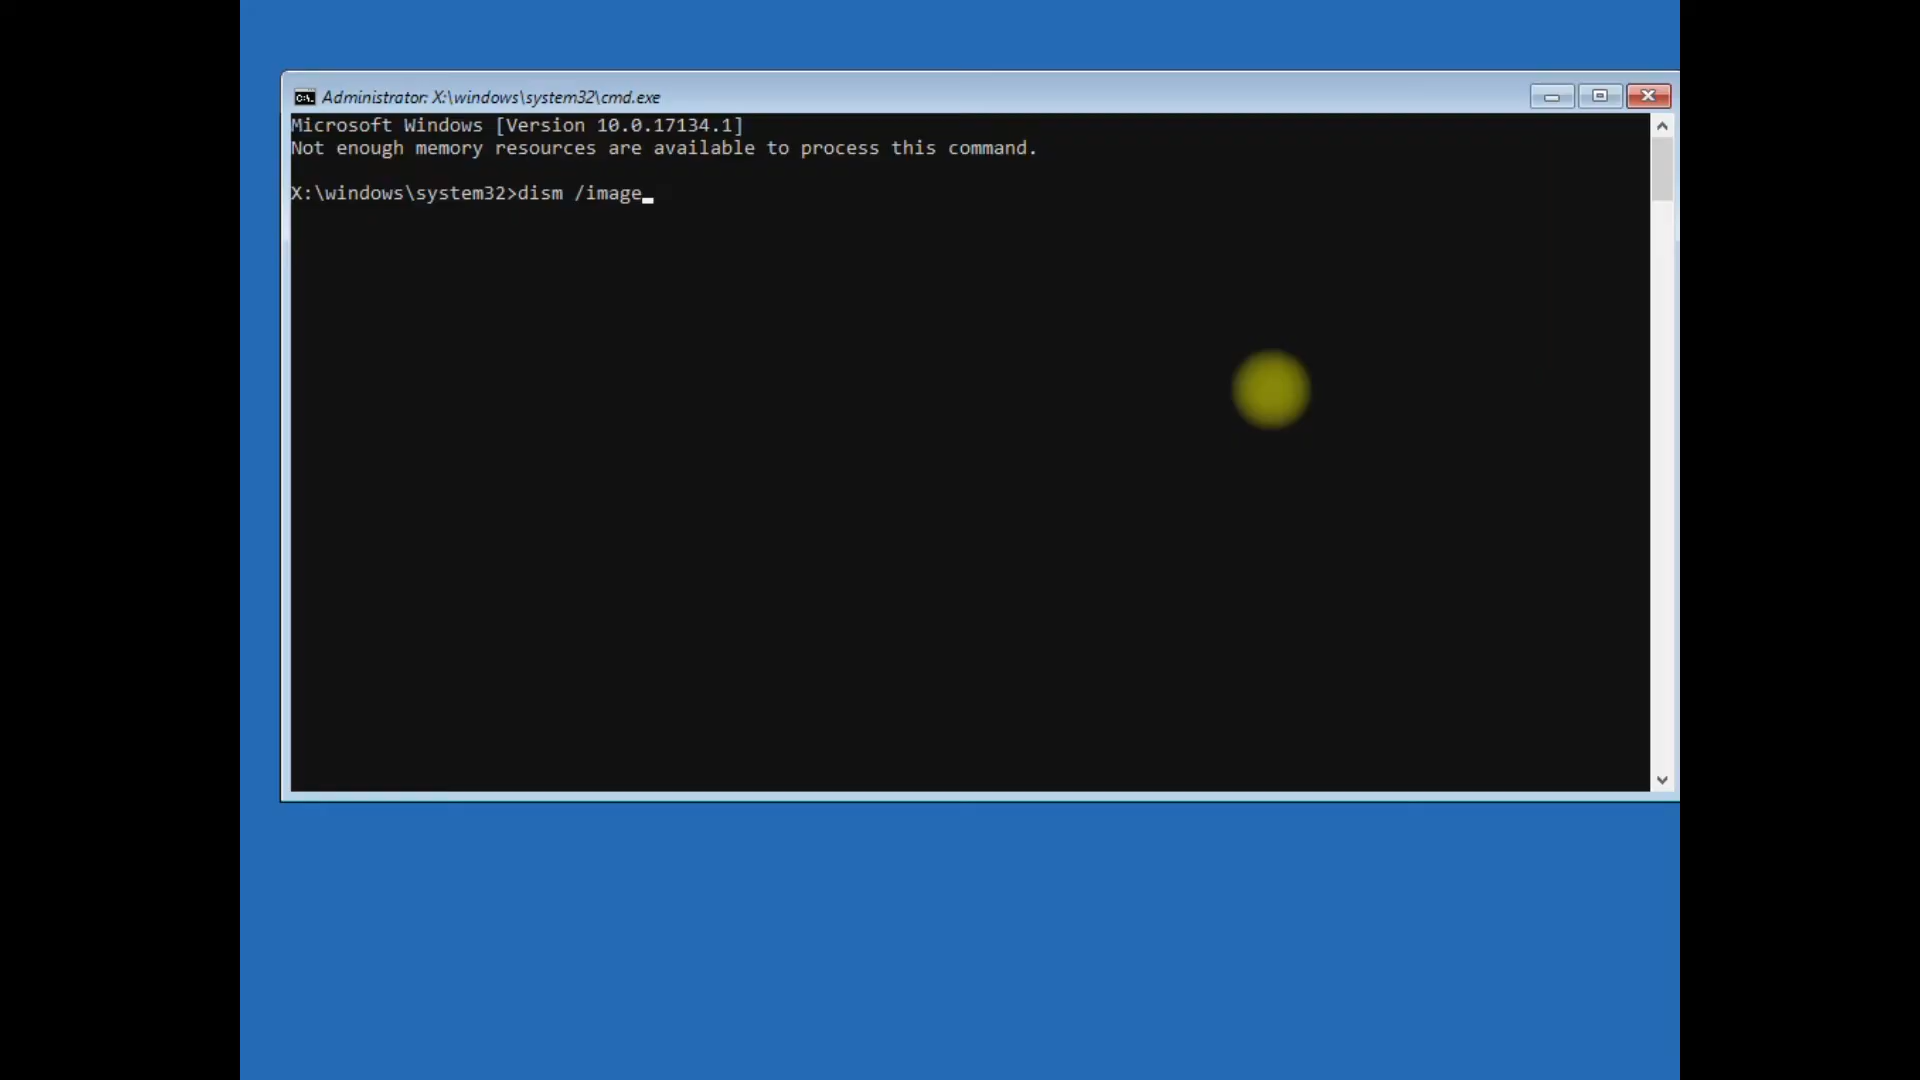 Administrator: X:\windows\system32\cmd.exe
Microsoft Windows [Version 10.0.17134.1]
Not enough memory resources are available to process this command.
X:\windows\system32>dism /image